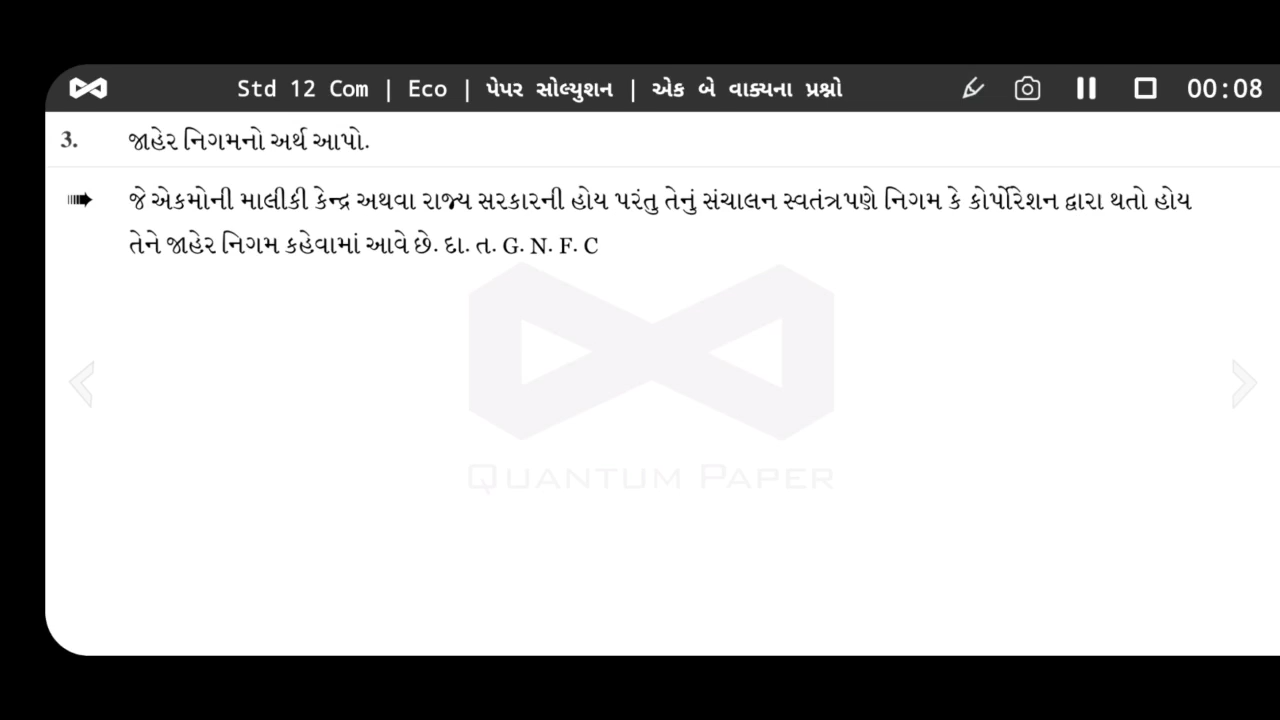 Std 12 Com | Eco | પેપર સોલ્યુશન | એક બે વાક્યના પ્રશ્નો 00:08
3. જાહેર નિગમનો અર્થ આપો.
➠ જે એકમોની માલીકી કેન્દ્ર અથવા રાજ્ય સરકારની હોય પરંતુ તેનું સંચાલન સ્વતંત્રપણે નિગમ કે કોર્પોરેશન દ્વારા થતો હોય
તેને જાહેર નિગમ કહેવામાં આવે છે. દા. ત. G. N. F. C
QUANTUM PAPER